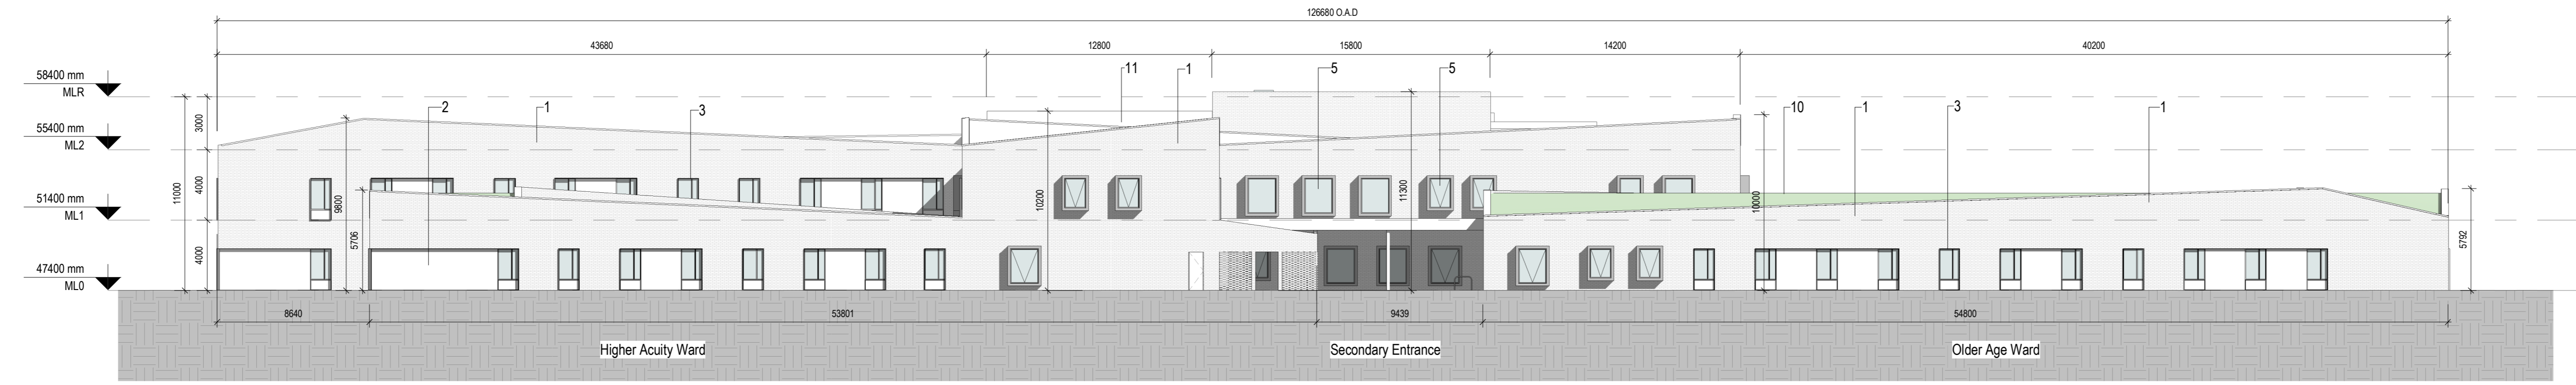 126680 O.A.D
43680 12800 15800 14200 40200
58400 mm
MLR
11 1 5 5
2 1 3 10 1 3 1
3000
55400 mm
ML2
4000
11000
9800
10200
11300
10000
51400 mm
ML1
4000
5706
5792
47400 mm
ML0
8640 53801 9439 54800
Higher Acuity Ward Secondary Entrance Older Age Ward